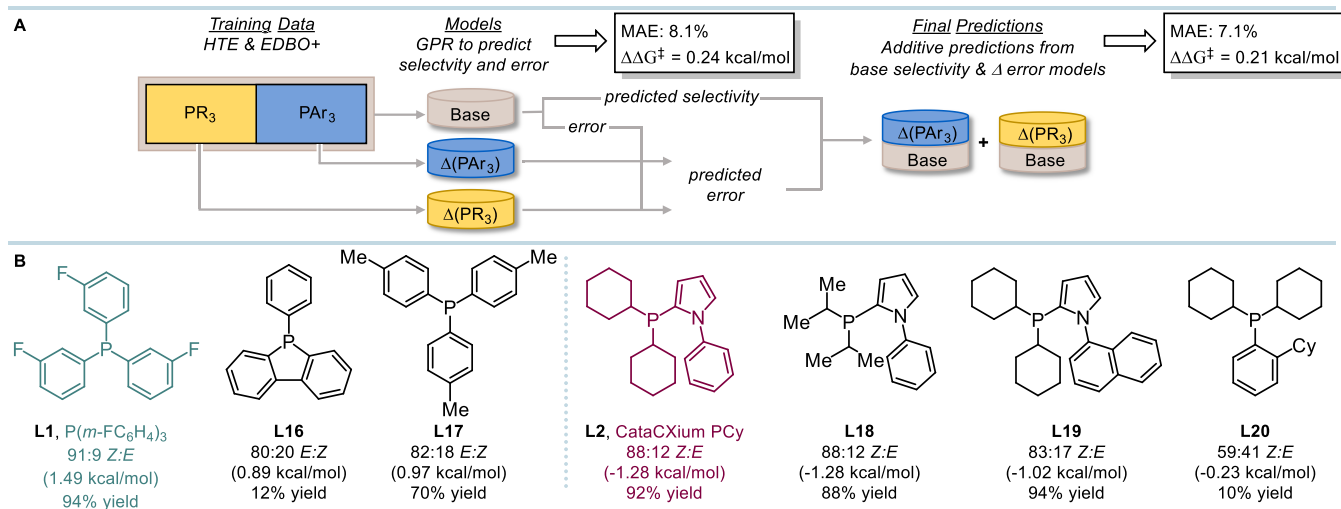 A
Training Data
HTE & EDBO+
Models
GPR to predict
selectvity and error
MAE: 8.1%
ΔΔG‡ = 0.24 kcal/mol
Final Predictions
Additive predictions from
base selectivity & Δ error models
MAE: 7.1%
ΔΔG‡ = 0.21 kcal/mol
PR3
PAr3
Base
predicted selectivity
error
Δ(PAr3)
Δ(PR3)
predicted
error
Δ(PAr3)
Base
+
Δ(PR3)
Base
B
F
F
P
F
L1, P(m-FC6H4)3
91:9 Z:E
(1.49 kcal/mol)
94% yield
P
L16
80:20 E:Z
(0.89 kcal/mol)
12% yield
Me
Me
P
Me
L17
82:18 E:Z
(0.97 kcal/mol)
70% yield
P
N
L2, CataCXium PCy
88:12 Z:E
(-1.28 kcal/mol)
92% yield
Me
Me
P
N
Me
Me
L18
88:12 Z:E
(-1.28 kcal/mol)
88% yield
P
N
L19
83:17 Z:E
(-1.02 kcal/mol)
94% yield
P
Cy
L20
59:41 Z:E
(-0.23 kcal/mol)
10% yield